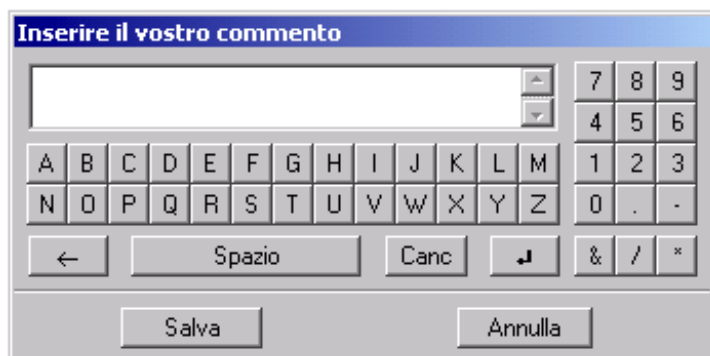 Inserire il vostro commento
7 8 9
4 5 6
A B C D E F G H I J K L M 1 2 3
N O P Q R S T U V W X Y Z 0 . -
← Spazio Canc ↵ & / *
Salva Annulla